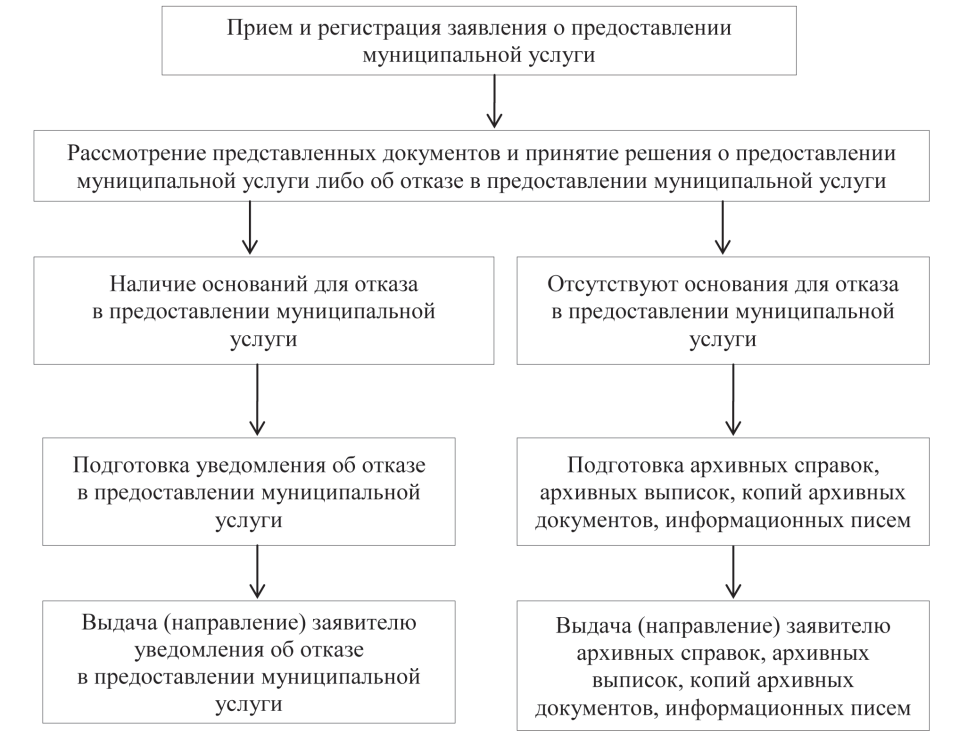 Прием и регистрация заявления о предоставлении
муниципальной услуги
Рассмотрение представленных документов и принятие решения о предоставлении
муниципальной услуги либо об отказе в предоставлении муниципальной услуги
Наличие оснований для отказа
в предоставлении муниципальной
услуги
Отсутствуют основания для отказа
в предоставлении муниципальной
услуги
Подготовка уведомления об отказе
в предоставлении муниципальной
услуги
Подготовка архивных справок,
архивных выписок, копий архивных
документов, информационных писем
Выдача (направление) заявителю
уведомления об отказе
в предоставлении муниципальной
услуги
Выдача (направление) заявителю
архивных справок, архивных
выписок, копий архивных
документов, информационных писем